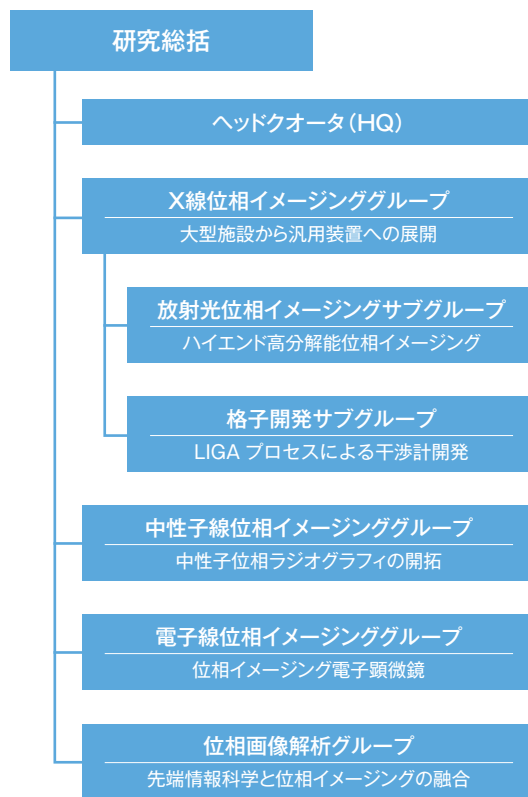 研究総括
ヘッドクオータ（HQ）
X線位相イメージンググループ
大型施設から汎用装置への展開
放射光位相イメージングサブグループ
ハイエンド高分解能位相イメージング
格子開発サブグループ
LIGA プロセスによる干渉計開発
中性子線位相イメージンググループ
中性子位相ラジオグラフィの開拓
電子線位相イメージンググループ
位相イメージング電子顕微鏡
位相画像解析グループ
先端情報科学と位相イメージングの融合